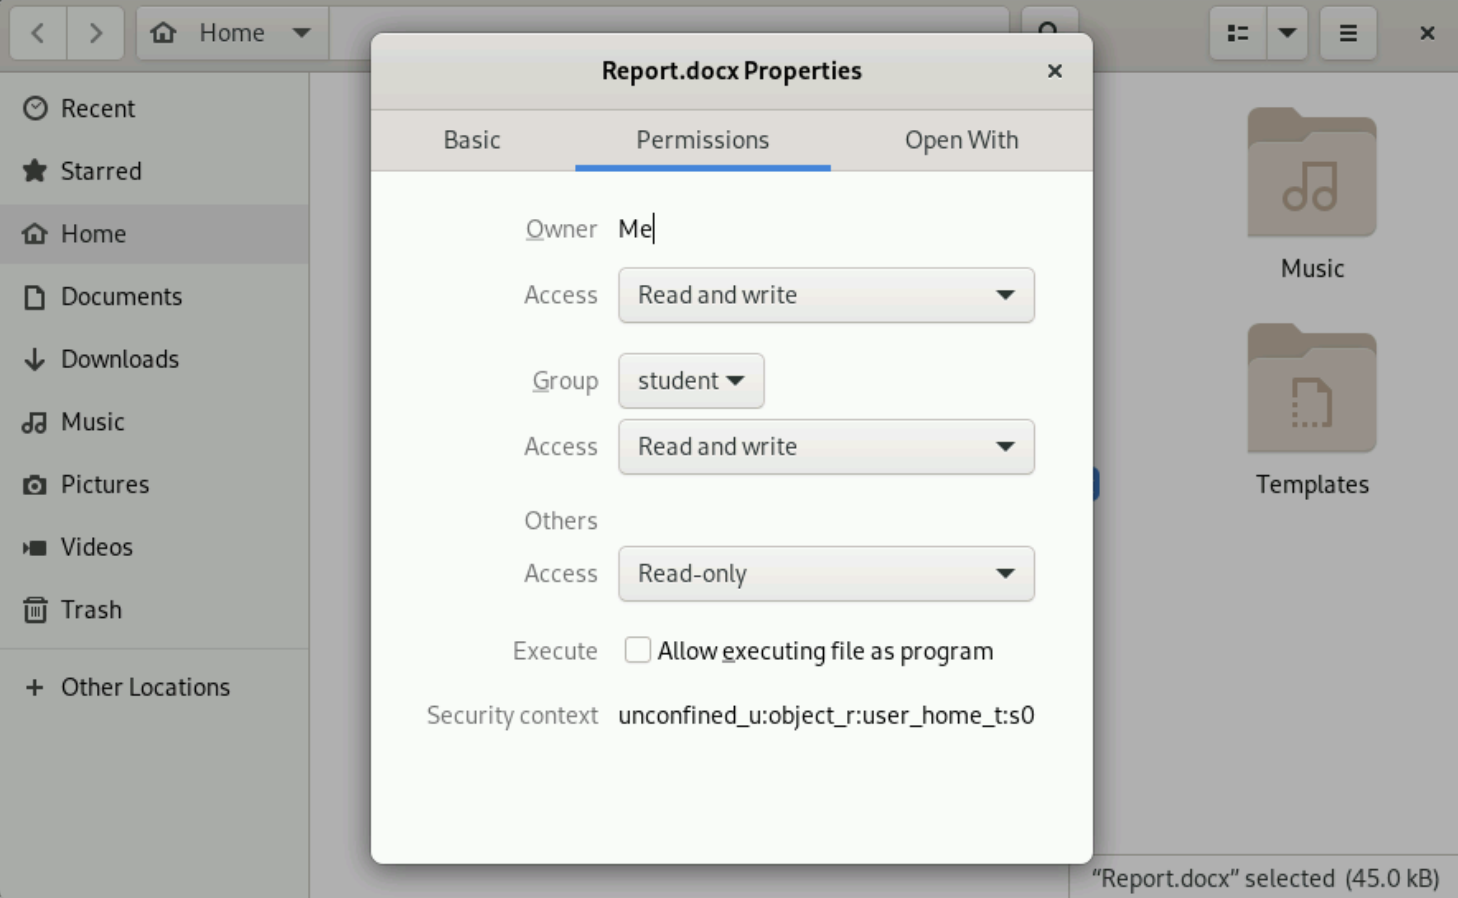 Home
Report.docx Properties
Basic Permissions Open With
Recent
Starred
Home
Documents
Downloads
Music
Pictures
Videos
Trash
Other Locations
Owner Me
Access Read and write
Group student
Access Read and write
Others
Access Read-only
Execute Allow executing file as program
Security context unconfined_u:object_r:user_home_t:s0
Music
Templates
“Report.docx” selected (45.0 kB)